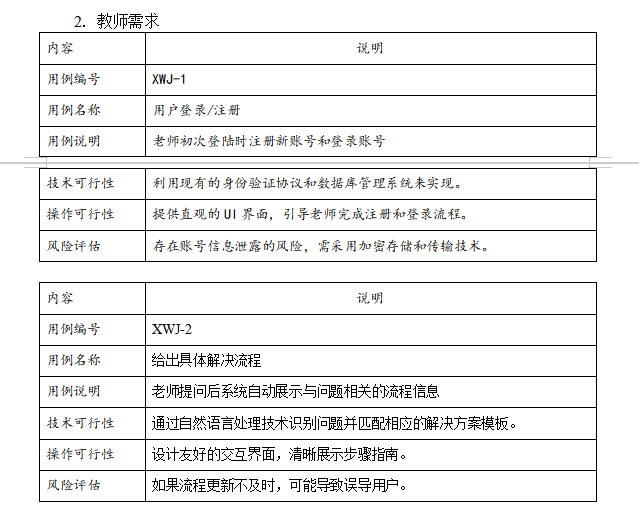 2. 教师需求
内容 说明
用例编号 XWJ-1
用例名称 用户登录/注册
用例说明 老师初次登陆时注册新账号和登录账号
技术可行性 利用现有的身份验证协议和数据库管理系统来实现。
操作可行性 提供直观的 UI 界面，引导老师完成注册和登录流程。
风险评估 存在账号信息泄露的风险，需采用加密存储和传输技术。
内容 说明
用例编号 XWJ-2
用例名称 给出具体解决流程
用例说明 老师提问后系统自动展示与问题相关的流程信息
技术可行性 通过自然语言处理技术识别问题并匹配相应的解决方案模板。
操作可行性 设计友好的交互界面，清晰展示步骤指南。
风险评估 如果流程更新不及时，可能导致误导用户。